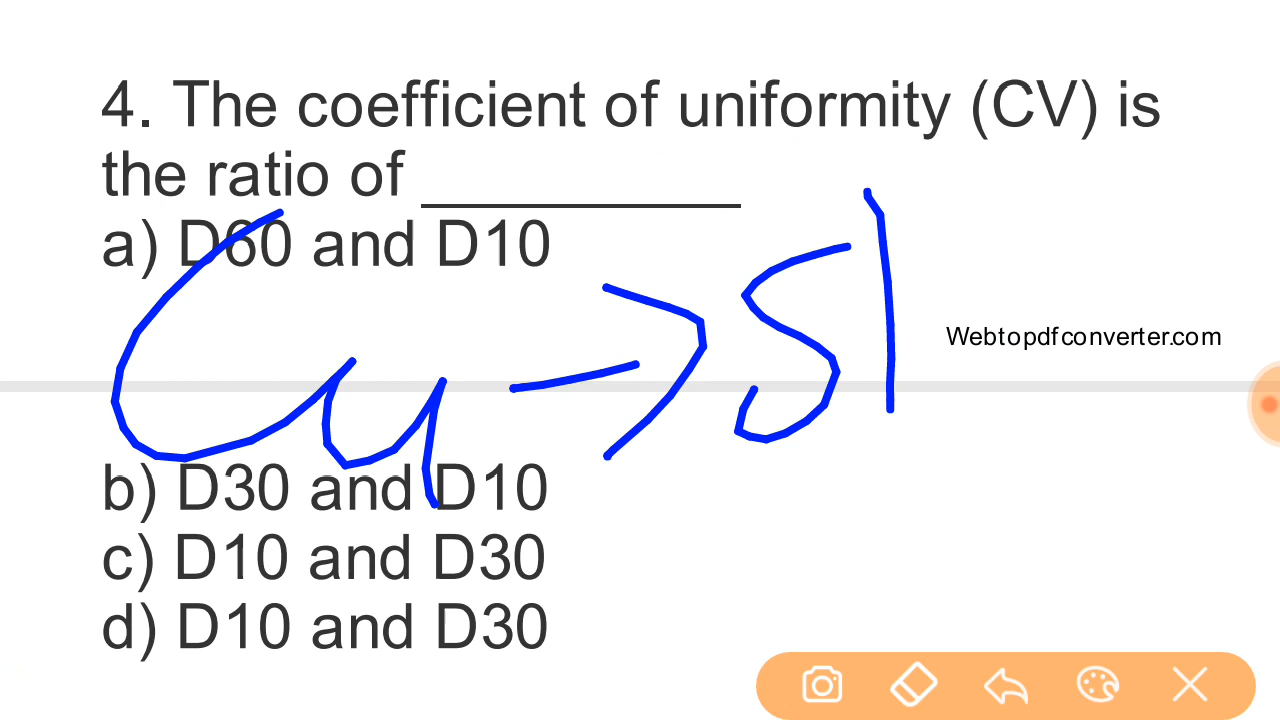 4. The coefficient of uniformity (CV) is
the ratio of __________
a) D60 and D10
Cu → S
Webtopdfconverter.com
b) D30 and D10
c) D10 and D30
d) D10 and D30